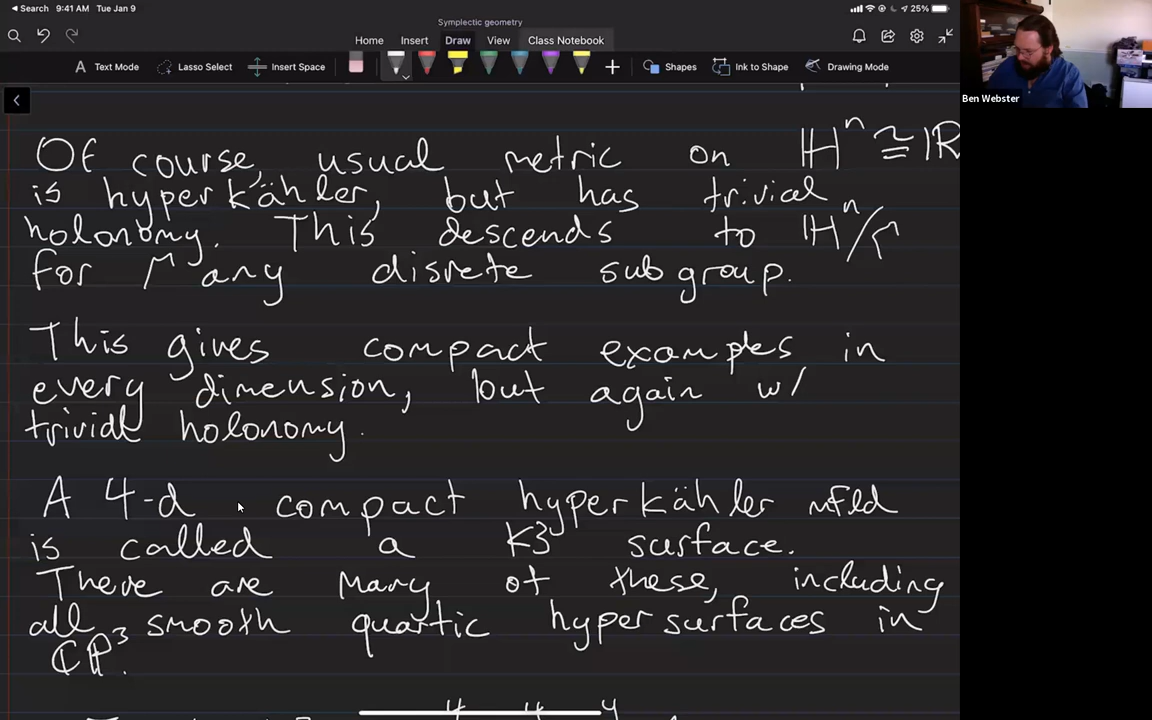 Search 9:41 AM Tue Jan 9
Symplectic geometry
25%
Home Insert Draw View Class Notebook
Text Mode Lasso Select Insert Space Shapes Ink to Shape Drawing Mode
Ben Webster
Of course, usual metric on ℍⁿ ≅ ℝ
is hyperkähler, but has trivial
holonomy. This descends to ℍⁿ/Γ
for Γ any discrete subgroup.
This gives compact examples in
every dimension, but again w/
trivial holonomy.
A 4-d compact hyperkähler mfld
is called a K3 surface.
There are many of these, including
all smooth quartic hypersurfaces in
ℂℙ³.